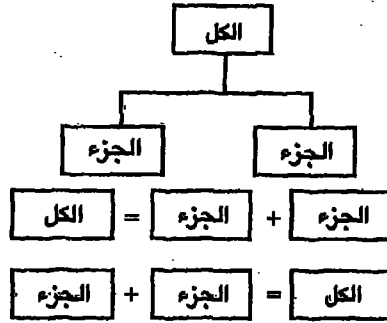 الكل
الجزء الجزء
الجزء + الجزء = الكل
الكل = الجزء + الجزء